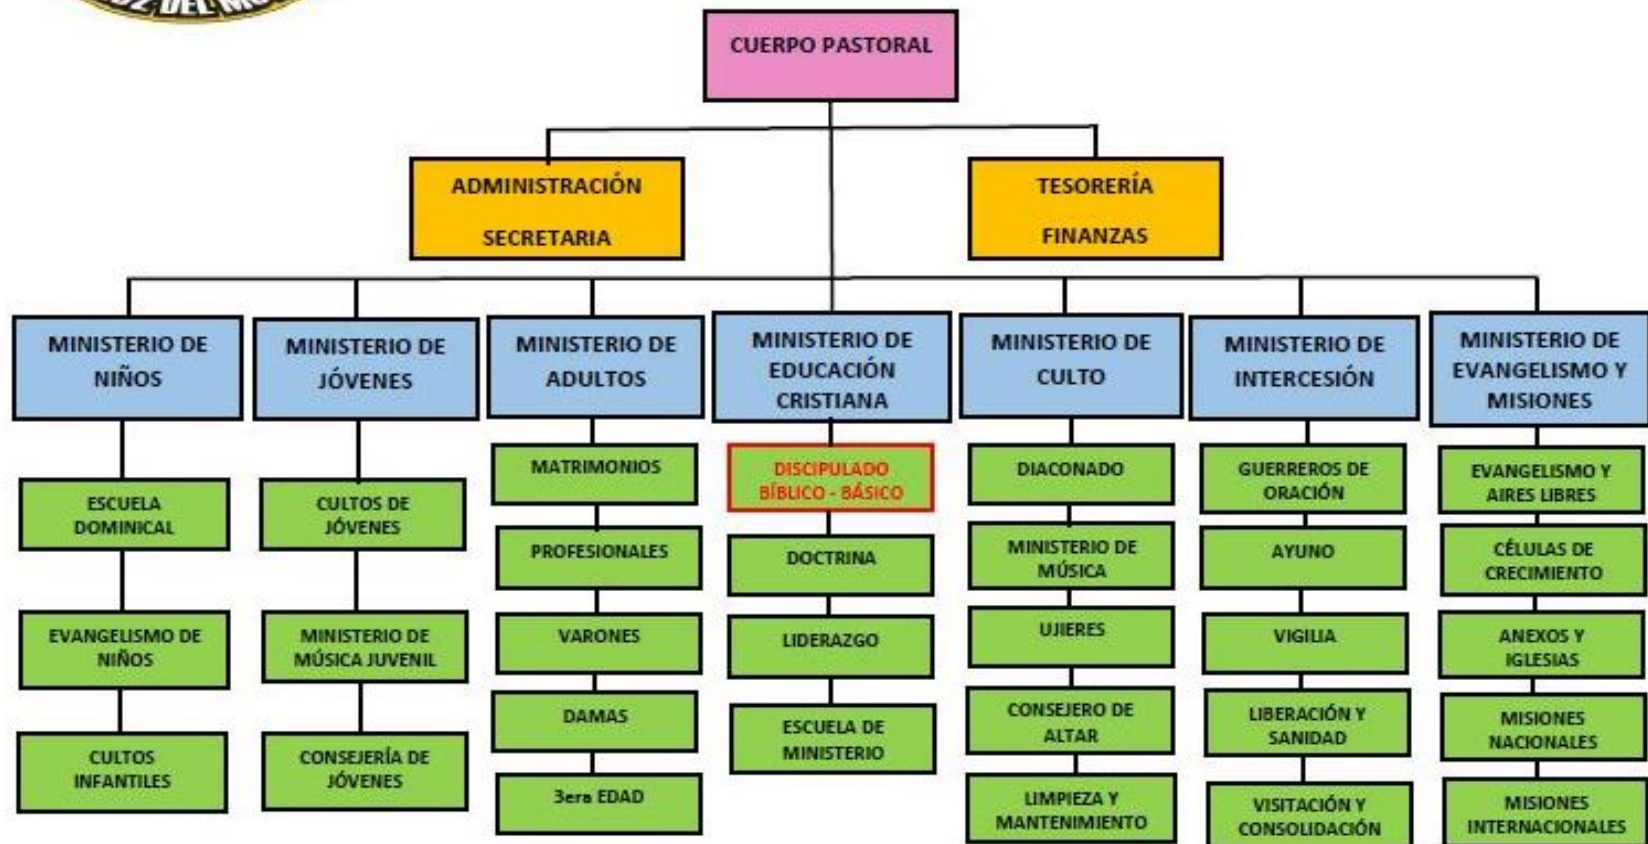 Z DEL MU
CUERPO PASTORAL
ADMINISTRACIÓN
SECRETARIA
TESORERÍA
FINANZAS
MINISTERIO DE
NIÑOS
MINISTERIO DE
JÓVENES
MINISTERIO DE
ADULTOS
MINISTERIO DE
EDUCACIÓN
CRISTIANA
MINISTERIO DE
CULTO
MINISTERIO DE
INTERCESIÓN
MINISTERIO DE
EVANGELISMO Y
MISIONES
ESCUELA
DOMINICAL
EVANGELISMO DE
NIÑOS
CULTOS
INFANTILES
CULTOS DE
JÓVENES
MINISTERIO DE
MÚSICA JUVENIL
CONSEJERÍA DE
JÓVENES
MATRIMONIOS
PROFESIONALES
VARONES
DAMAS
3era EDAD
DISCIPULADO
BÍBLICO - BÁSICO
DOCTRINA
LIDERAZGO
ESCUELA DE
MINISTERIO
DIACONADO
MINISTERIO DE
MÚSICA
UJIERES
CONSEJERO DE
ALTAR
LIMPIEZA Y
MANTENIMIENTO
GUERREROS DE
ORACIÓN
AYUNO
VIGILIA
LIBERACIÓN Y
SANIDAD
VISITACIÓN Y
CONSOLIDACIÓN
EVANGELISMO Y
AIRES LIBRES
CÉLULAS DE
CRECIMIENTO
ANEXOS Y
IGLESIAS
MISIONES
NACIONALES
MISIONES
INTERNACIONALES